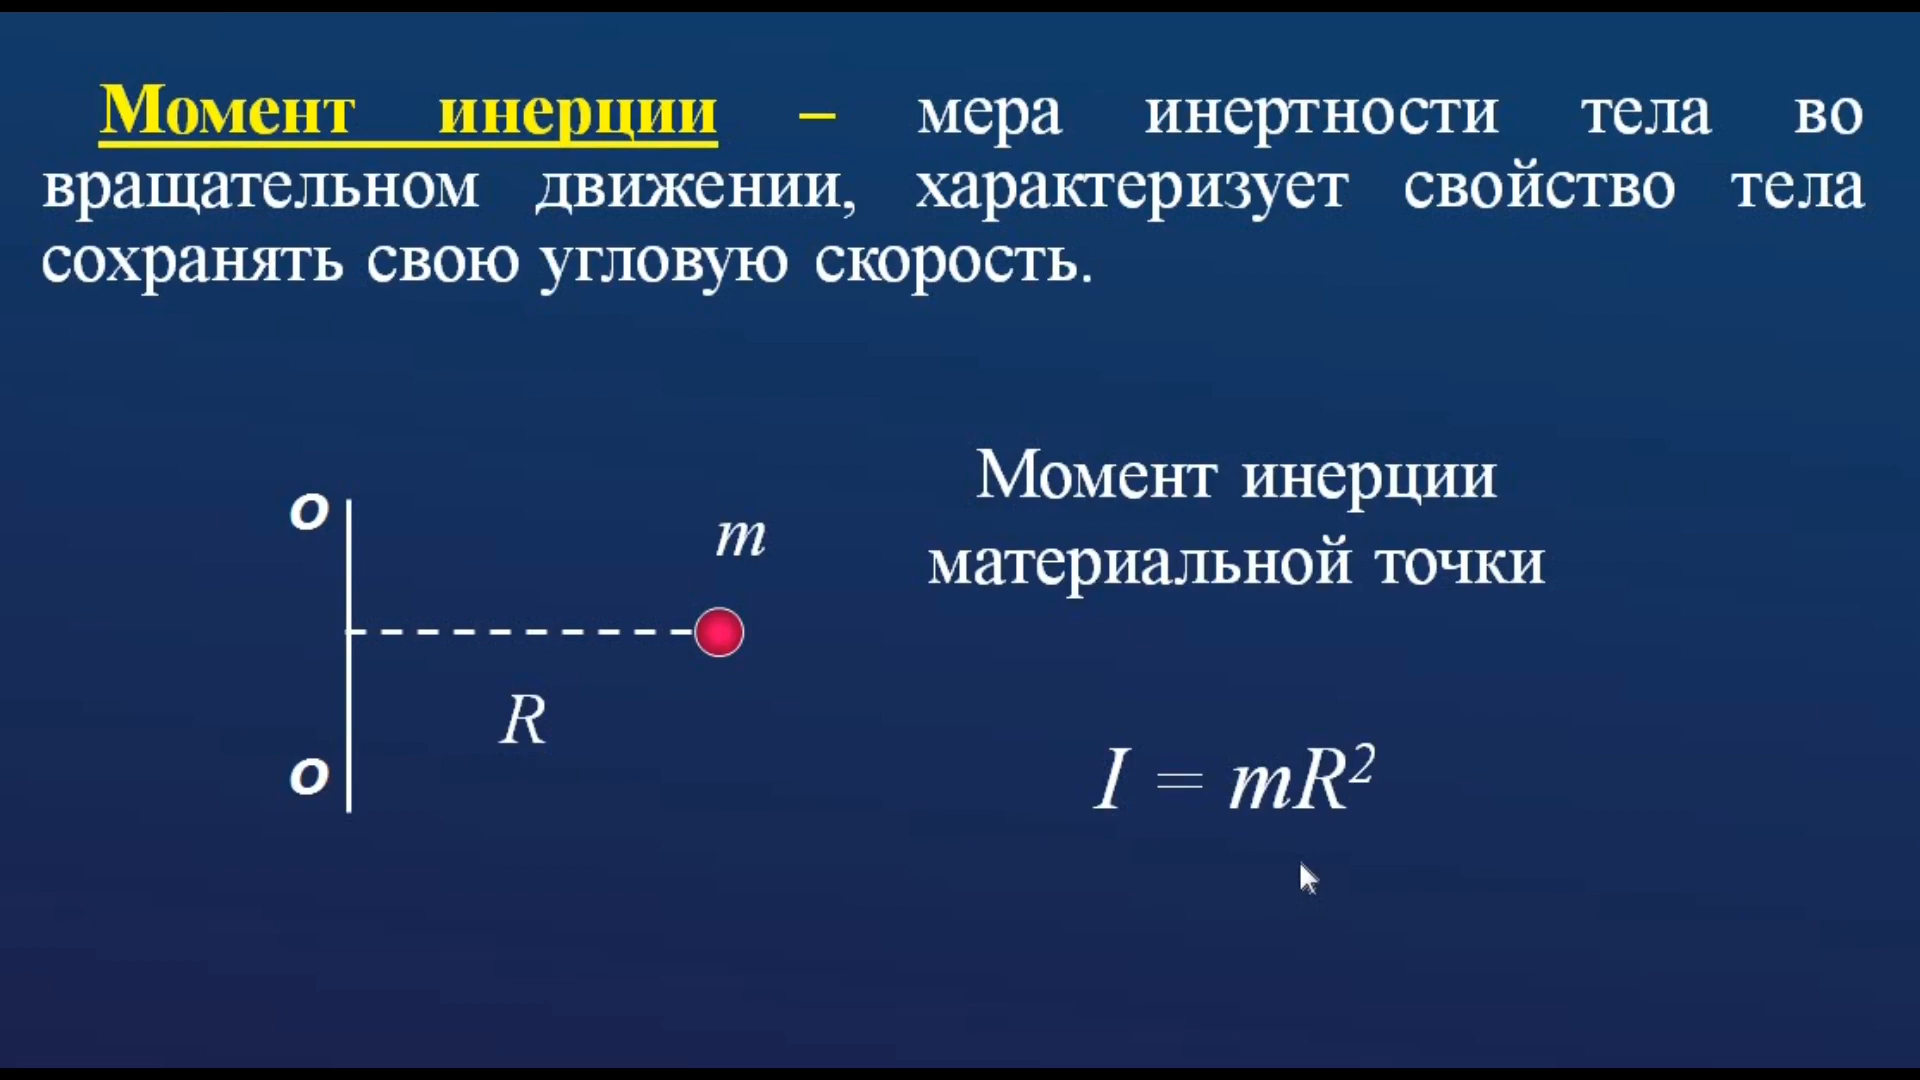 Момент инерции – мера инертности тела во
вращательном движении, характеризует свойство тела
сохранять свою угловую скорость.
O
m
R
O
Момент инерции
материальной точки
I = mR²